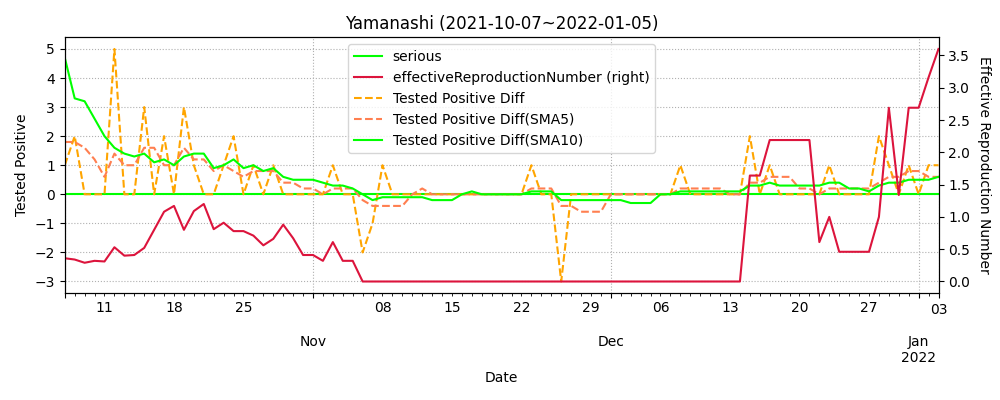 Yamanashi (2021-10-07~2022-01-05)
serious
effectiveReproductionNumber (right)
Tested Positive Diff
Tested Positive Diff(SMA5)
Tested Positive Diff(SMA10)
Tested Positive
5
4
3
2
1
0
−1
−2
−3
3.5
3.0
2.5
2.0
1.5
1.0
0.5
0.0
Effective Reproduction Number
11 18 25 08 15 22 29 06 13 20 27 03
Nov Dec Jan
2022
Date